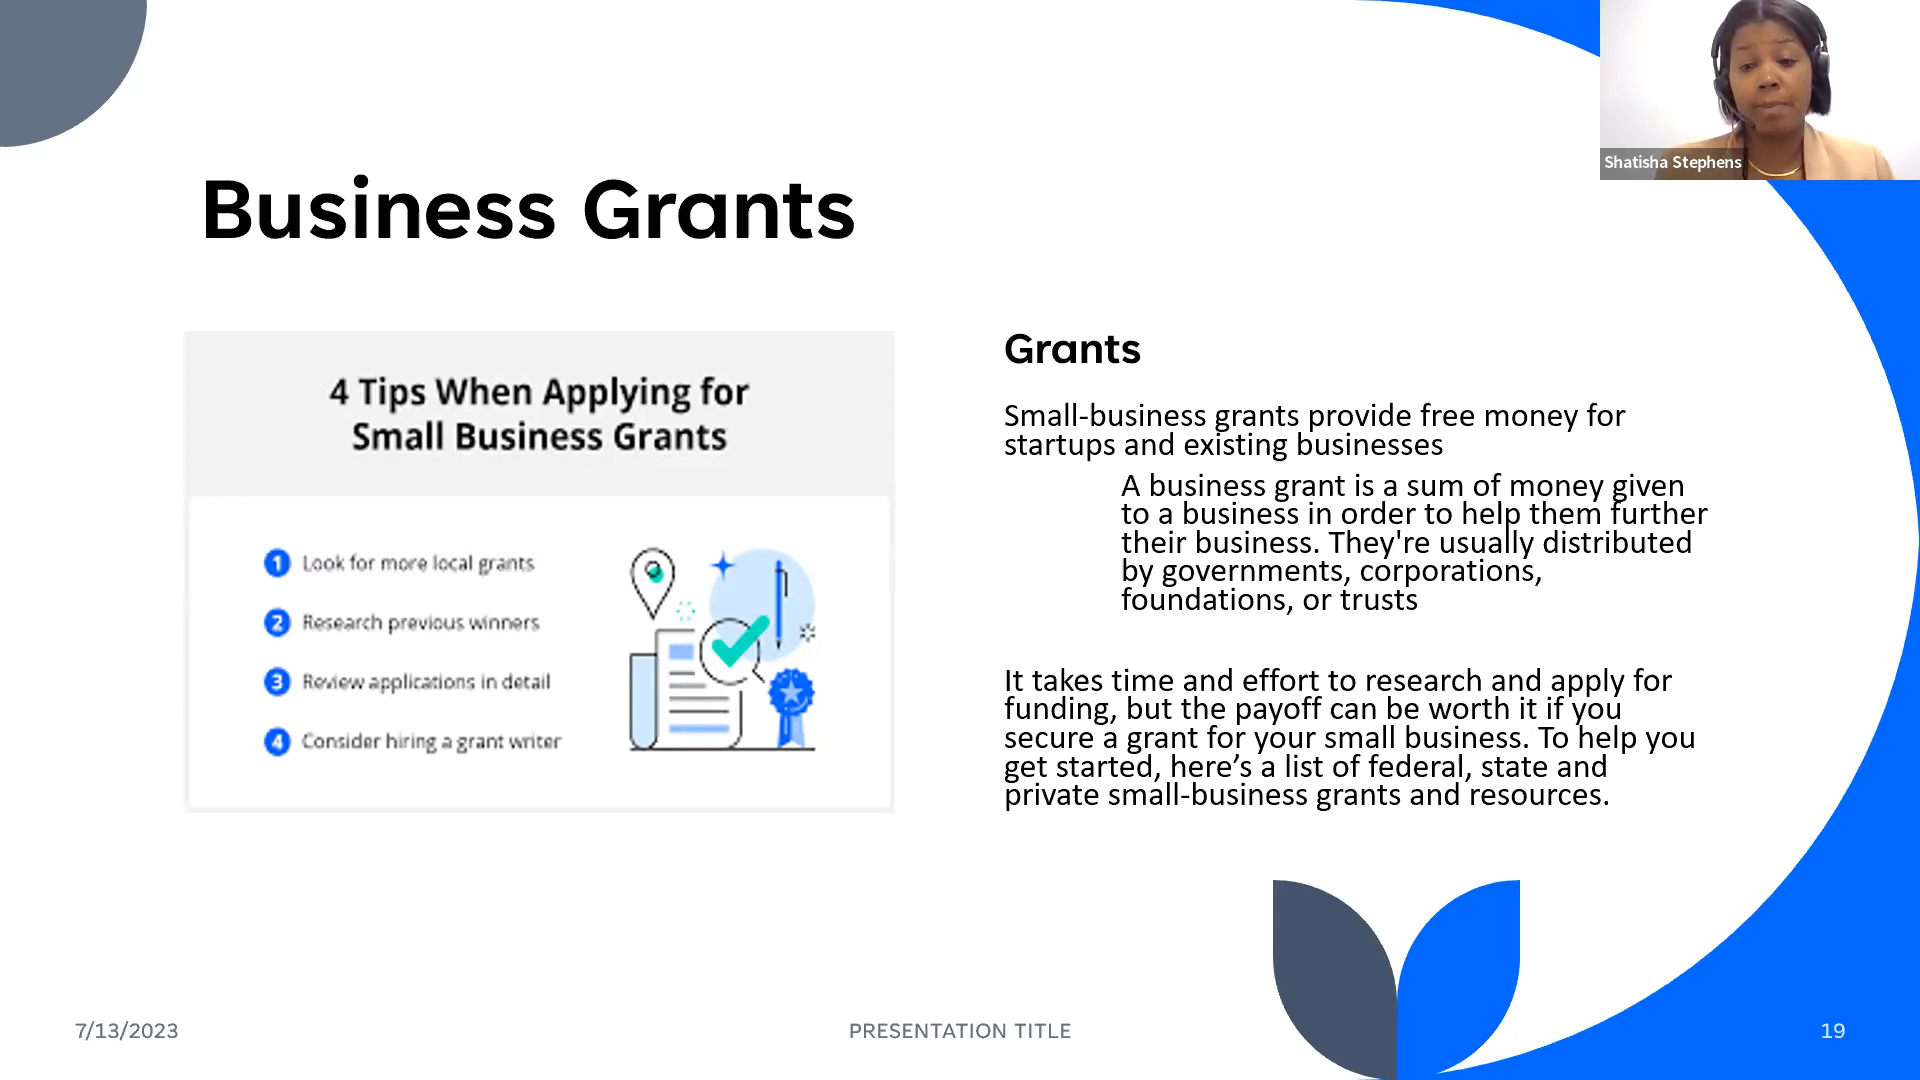 Shatisha Stephens
Business Grants
4 Tips When Applying for
Small Business Grants
1 Look for more local grants
2 Research previous winners
3 Review applications in detail
4 Consider hiring a grant writer
Grants
Small-business grants provide free money for
startups and existing businesses
A business grant is a sum of money given
to a business in order to help them further
their business. They're usually distributed
by governments, corporations,
foundations, or trusts
It takes time and effort to research and apply for
funding, but the payoff can be worth it if you
secure a grant for your small business. To help you
get started, here’s a list of federal, state and
private small-business grants and resources.
7/13/2023
PRESENTATION TITLE
19